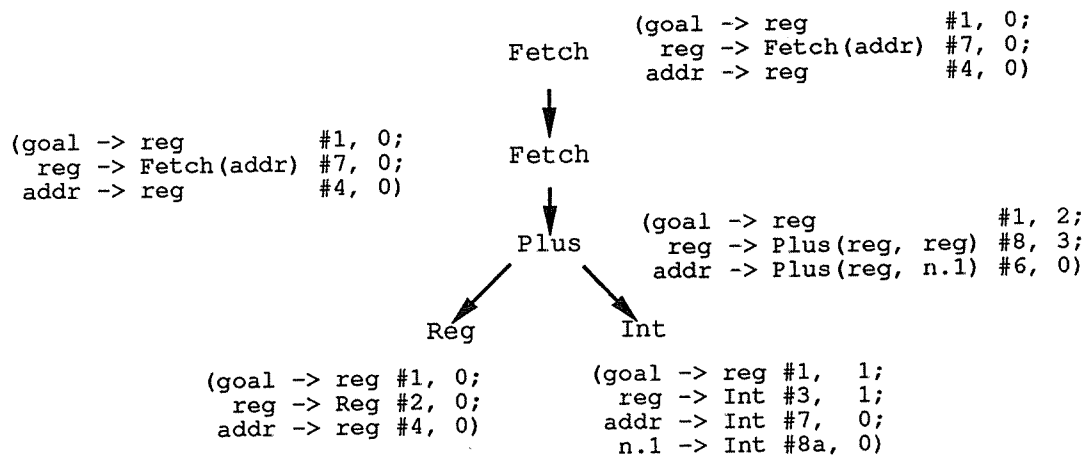 Fetch
(goal -> reg #1, 0;
reg -> Fetch(addr) #7, 0;
addr -> reg #4, 0)
(goal -> reg #1, 0;
reg -> Fetch(addr) #7, 0;
addr -> reg #4, 0)
Fetch
Plus
(goal -> reg #1, 2;
reg -> Plus(reg, reg) #8, 3;
addr -> Plus(reg, n.1) #6, 0)
Reg
Int
(goal -> reg #1, 0;
reg -> Reg #2, 0;
addr -> reg #4, 0)
(goal -> reg #1, 1;
reg -> Int #3, 1;
addr -> Int #7, 0;
n.1 -> Int #8a, 0)